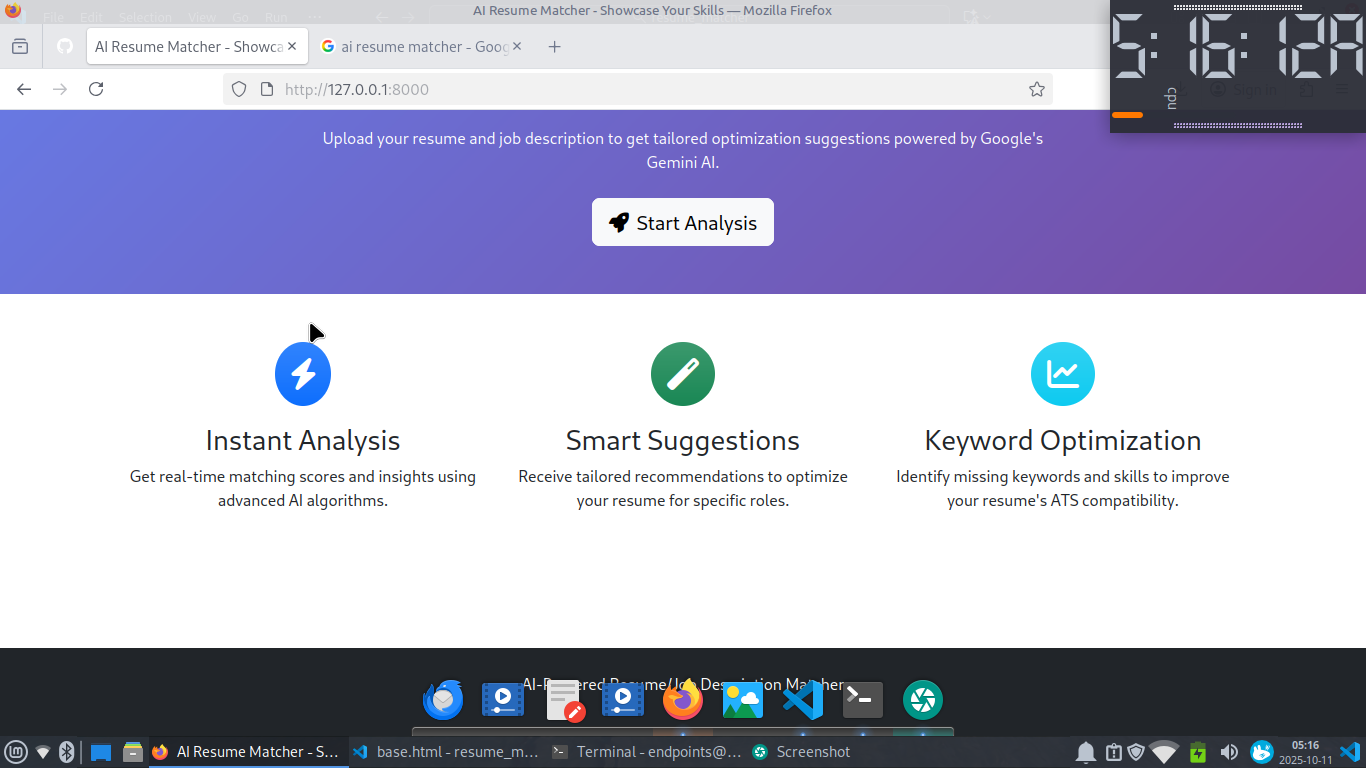 AI Resume Matcher - Showcase Your Skills — Mozilla Firefox
File Edit Selection View Go Run
5:16:12A
cpu
AI Resume Matcher - Showca
ai resume matcher - Goo
http://127.0.0.1:8000
Sign in
Upload your resume and job description to get tailored optimization suggestions powered by Google's
Gemini AI.
Start Analysis
Instant Analysis
Get real-time matching scores and insights using
advanced AI algorithms.
Smart Suggestions
Receive tailored recommendations to optimize
your resume for specific roles.
Keyword Optimization
Identify missing keywords and skills to improve
your resume's ATS compatibility.
AI-Powered Resume/Job Description Matcher
AI Resume Matcher - S...
base.html - resume_m...
Terminal - endpoints@...
Screenshot
05:16
2025-10-11